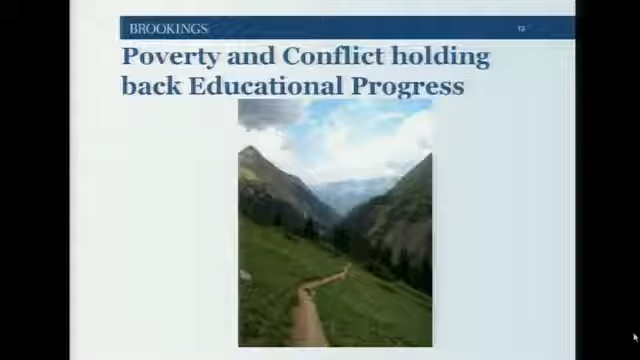 BROOKINGS
12
Poverty and Conflict holding
back Educational Progress